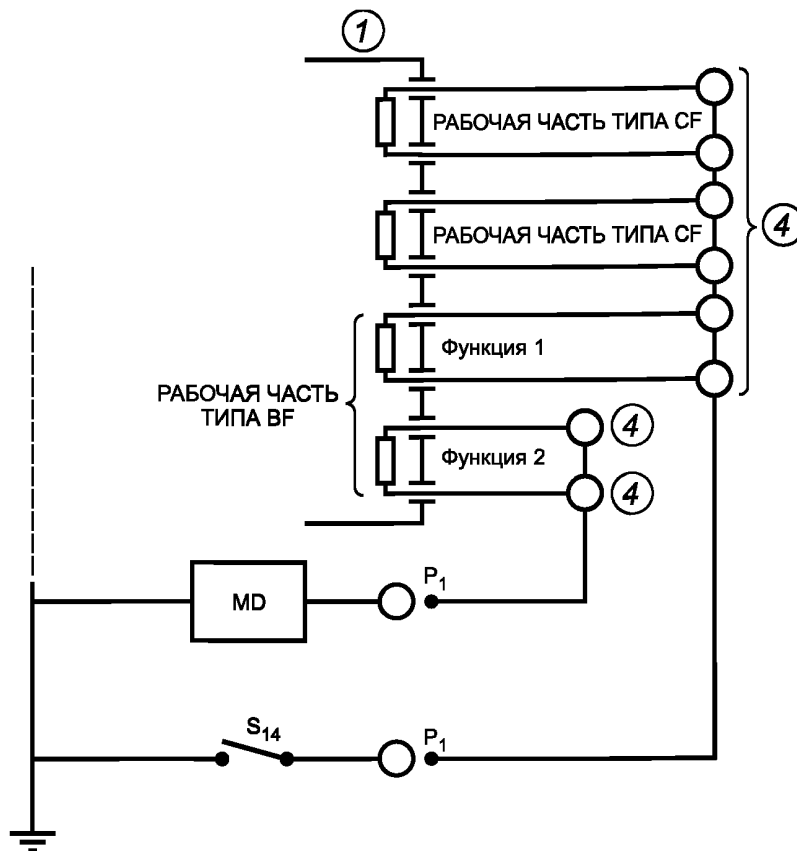 1
РАБОЧАЯ ЧАСТЬ ТИПА CF
РАБОЧАЯ ЧАСТЬ ТИПА CF
4
Функция 1
РАБОЧАЯ ЧАСТЬ
ТИПА BF
4
Функция 2
4
MD
P1
S14
P1